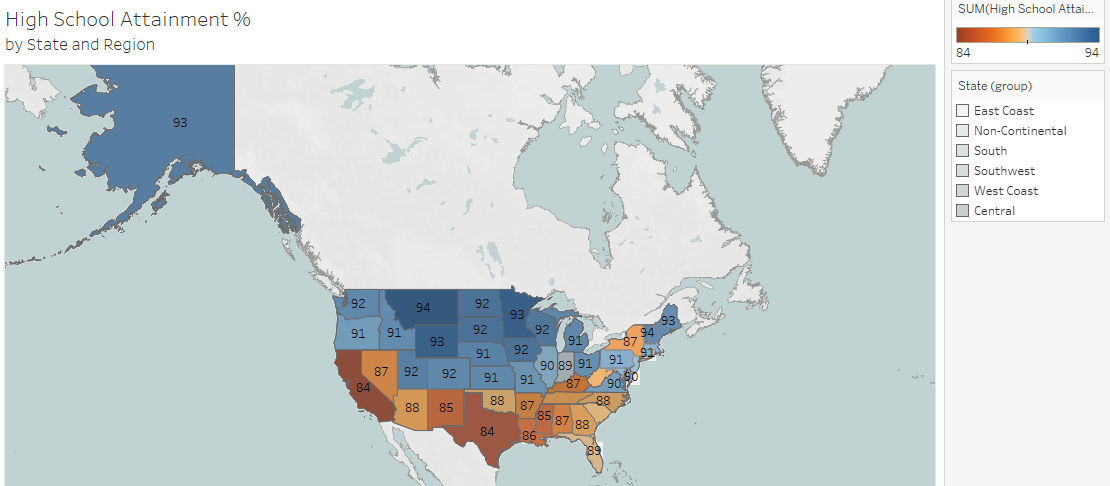 High School Attainment %
by State and Region
SUM(High School Attai...
84 94
State (group)
East Coast
Non-Continental
South
Southwest
West Coast
Central
93
92 94 92 93 93
91 91 93 92 92 91 87 94
91 92 91 91
84 87 92 92 91 91 90 89 91 90 90
88 85 88 87 87 88
84 86 85 87 88
89